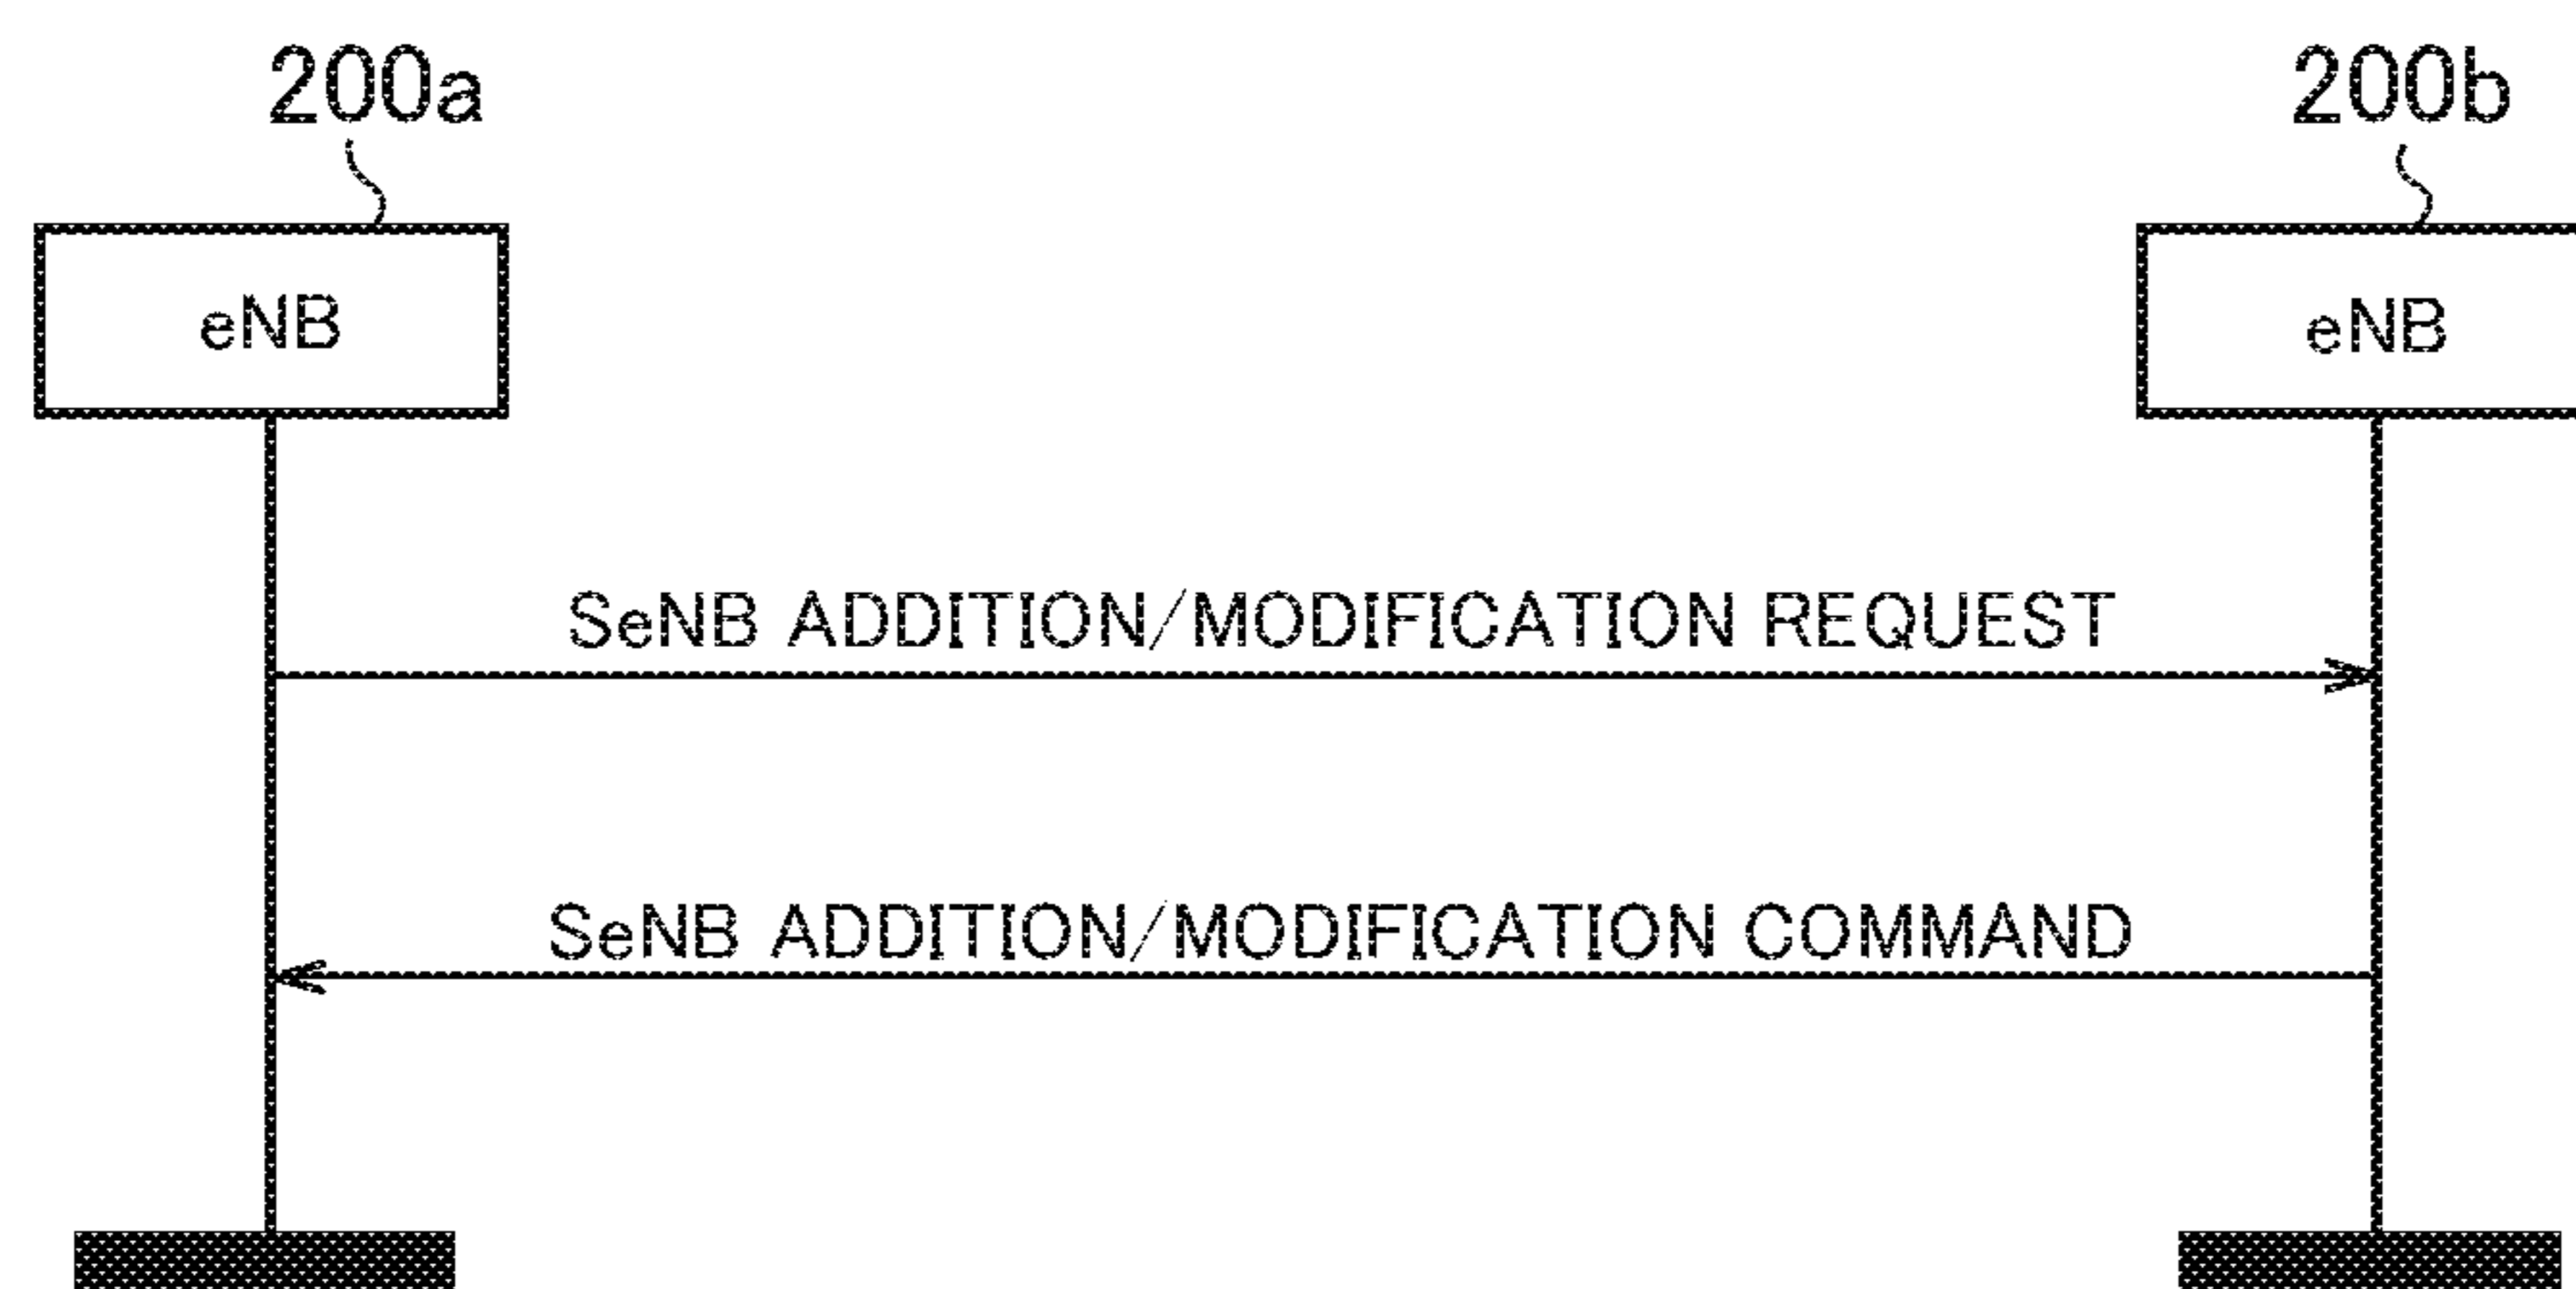 200a
200b
eNB
eNB
SeNB ADDITION/MODIFICATION REQUEST
SeNB ADDITION/MODIFICATION COMMAND